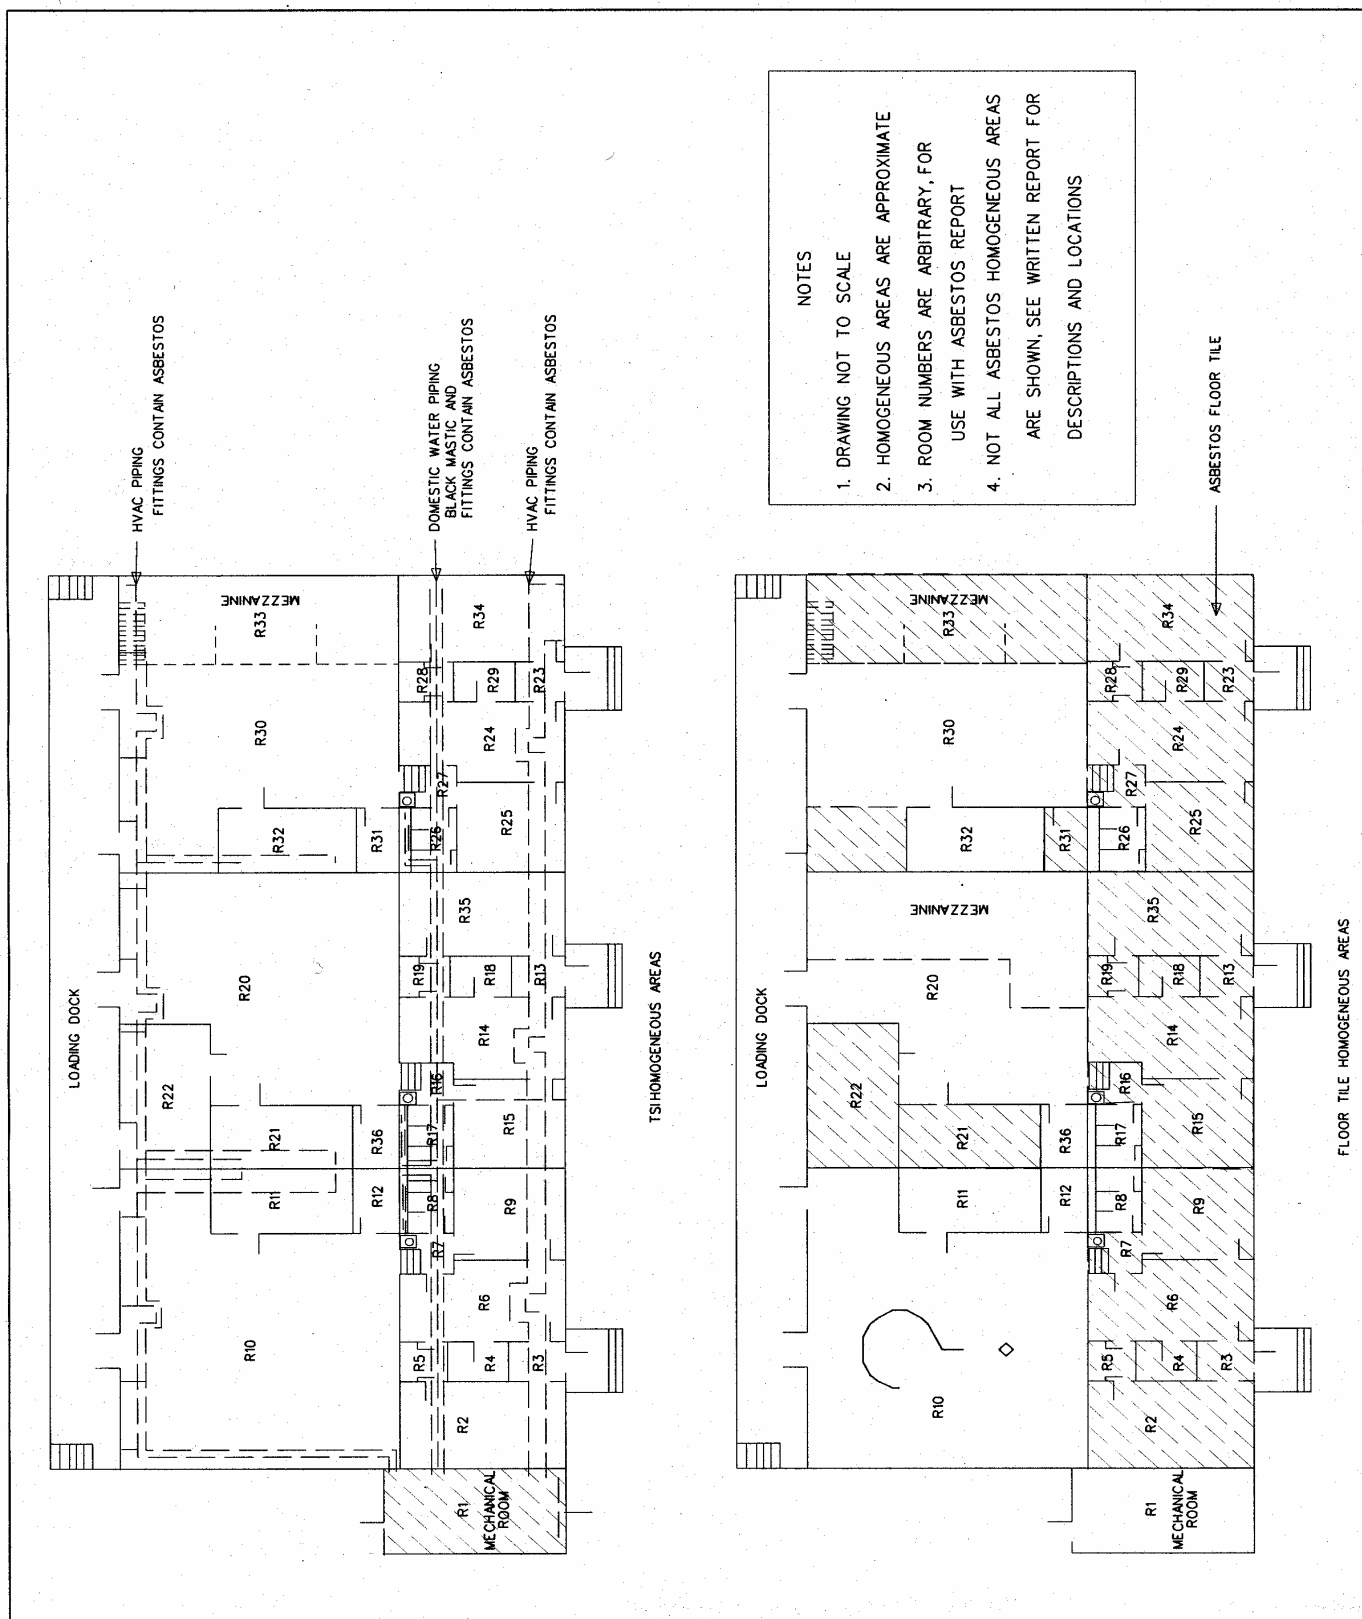 LOADING DOCK
HVAC PIPING
FITTINGS CONTAIN ASBESTOS
DOMESTIC WATER PIPING
BLACK MASTIC AND
FITTINGS CONTAIN ASBESTOS
HVAC PIPING
FITTINGS CONTAIN ASBESTOS
MEZZANINE
R33
R30
R32
R31
R20
R22
R21
R36
R11
R12
R10
R34
R28
R29
R23
R24
R27
R26
R25
R35
R19
R18
R13
R14
R16
R17
R15
R8
R9
R7
R6
R5
R4
R3
R2
R1
MECHANICAL
ROOM
TSI HOMOGENEOUS AREAS
NOTES
1. DRAWING NOT TO SCALE
2. HOMOGENEOUS AREAS ARE APPROXIMATE
3. ROOM NUMBERS ARE ARBITRARY, FOR
USE WITH ASBESTOS REPORT
4. NOT ALL ASBESTOS HOMOGENEOUS AREAS
ARE SHOWN, SEE WRITTEN REPORT FOR
DESCRIPTIONS AND LOCATIONS
LOADING DOCK
MEZZANINE
R33
R30
R32
R31
MEZZANINE
R20
R22
R21
R36
R11
R12
R10
R34
R28
R29
R23
R24
R27
R26
R25
R35
R19
R18
R13
R14
R16
R17
R15
R8
R9
R7
R6
R5
R4
R3
R2
R1
MECHANICAL
ROOM
ASBESTOS FLOOR TILE
FLOOR TILE HOMOGENEOUS AREAS